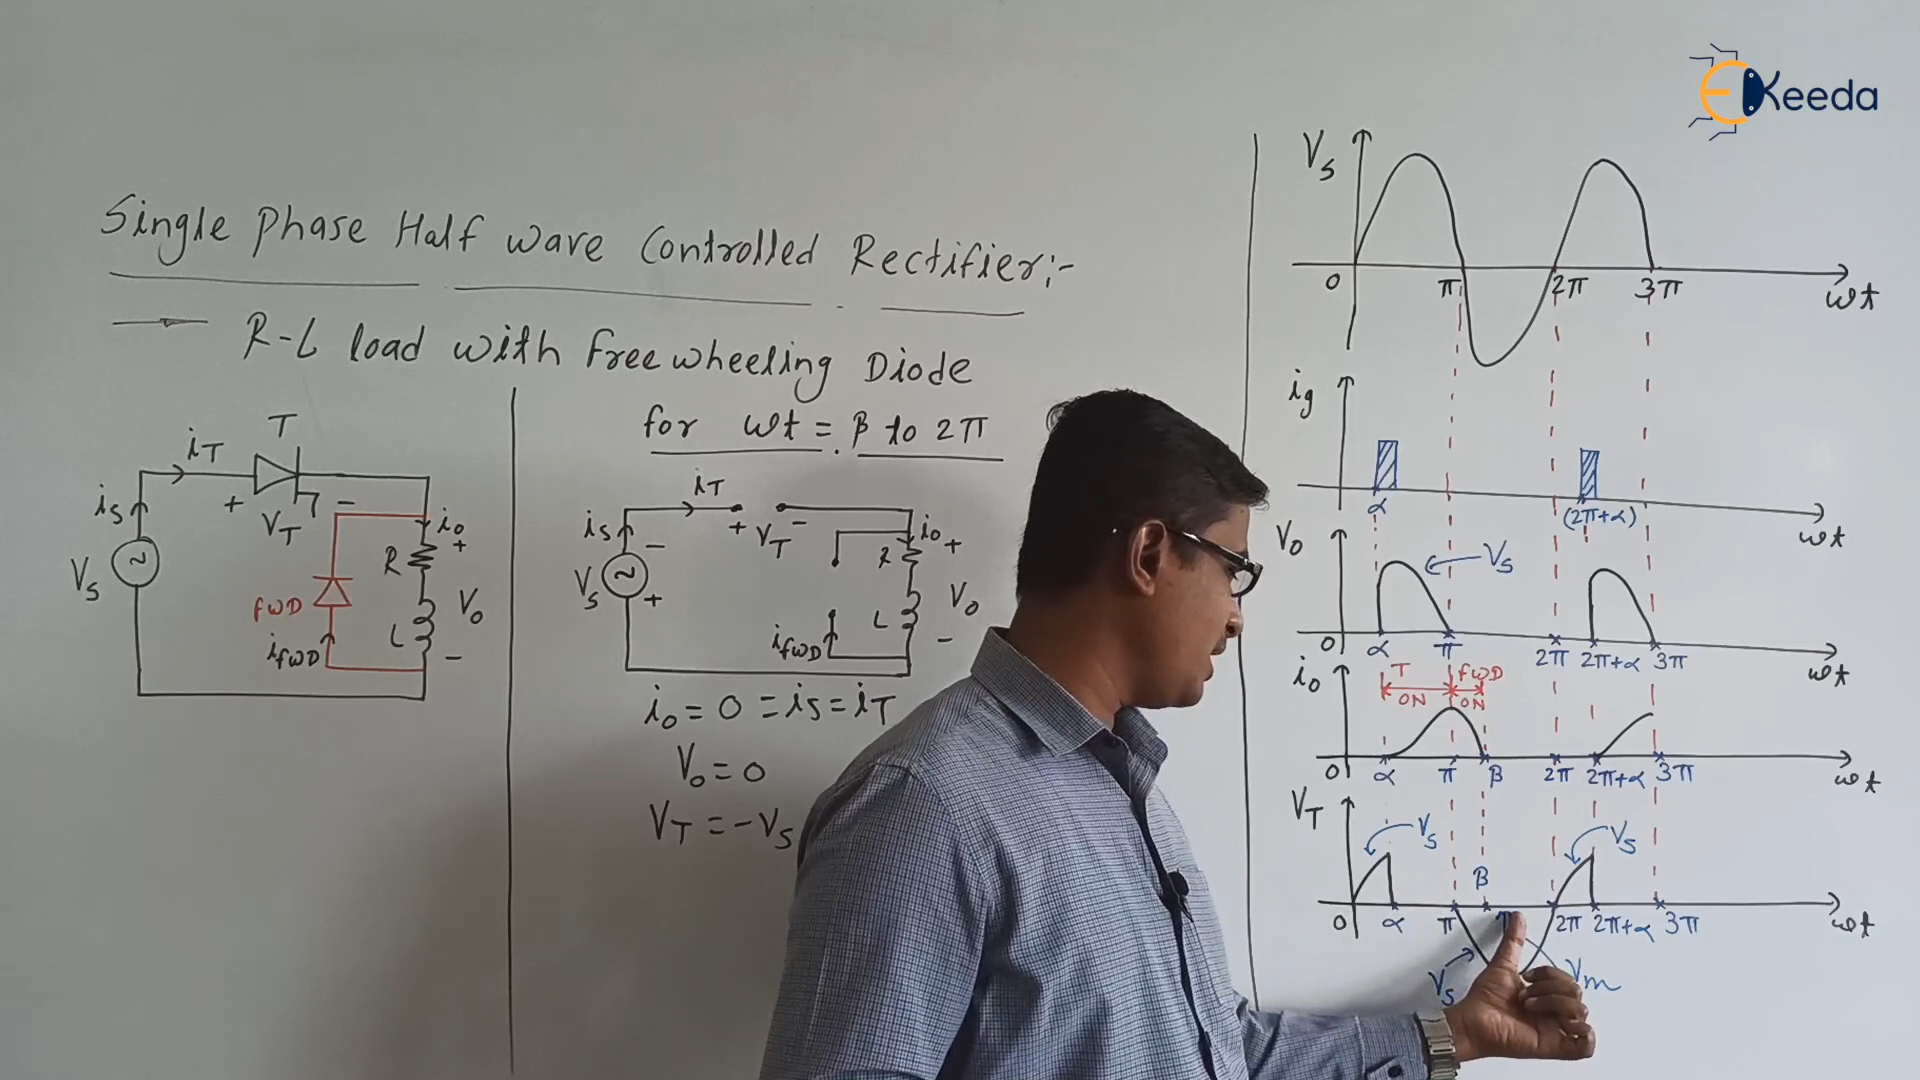 EKeeda
Single Phase Half wave Controlled Rectifier:-
→ R-L load with freewheeling Diode
for ωt = β to 2π
T
iT
is
+ VT -
io
+
R
Vs
FWD
Vo
L
ifwD
-
iT
is
-
+ VT -
io +
R
Vs
+
Vo
L
ifwD
-
io = 0 = is = iT
Vo = 0
VT = -Vs
Vs
0 π 2π 3π ωt
ig
α (2π+α) ωt
Vo
Vs
0 α π 2π 2π+α 3π ωt
io
T FWD
ON ON
0 α π β 2π 2π+α 3π ωt
VT
Vs Vs
β
0 α π 2π 2π+α 3π ωt
Vs Vm